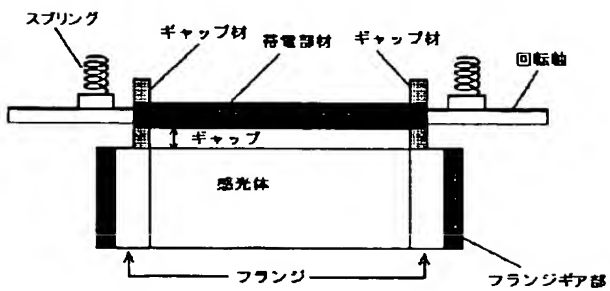 スプリング
ギャップ材
帯電部材
ギャップ材
回転軸
ギャップ
感光体
フランジ
フランジギア部